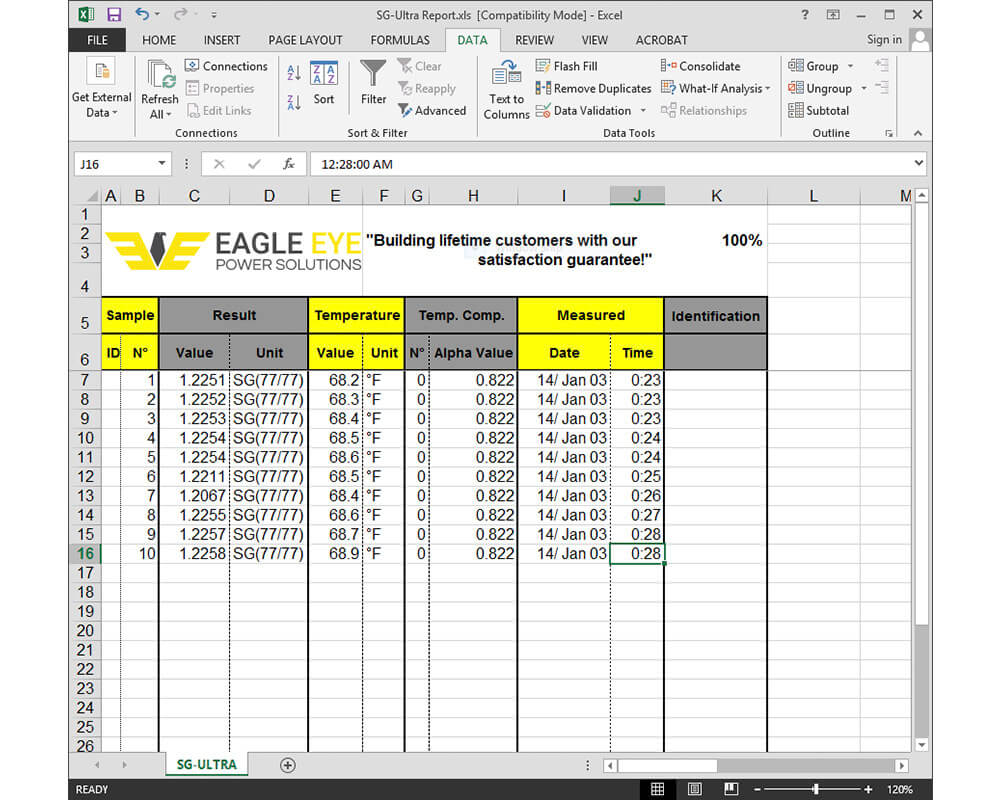 SG-Ultra Report.xls [Compatibility Mode] - Excel
FILE HOME INSERT PAGE LAYOUT FORMULAS DATA REVIEW VIEW ACROBAT Sign in
Get External Data
Refresh All
Connections
Properties
Edit Links
Connections
Sort
Filter
Clear
Reapply
Advanced
Sort & Filter
Text to Columns
Flash Fill
Remove Duplicates
Data Validation
Consolidate
What-If Analysis
Relationships
Data Tools
Group
Ungroup
Subtotal
Outline
J16 fx 12:28:00 AM
A B C D E F G H I J K L M
1
2
3
4
EAGLE EYE
POWER SOLUTIONS
"Building lifetime customers with our 100%
satisfaction guarantee!"
5 Sample Result Temperature Temp. Comp. Measured Identification
6 ID N° Value Unit Value Unit N° Alpha Value Date Time
7 1 1.2251 SG(77/77) 68.2 °F 0 0.822 14/ Jan 03 0:23
8 2 1.2252 SG(77/77) 68.3 °F 0 0.822 14/ Jan 03 0:23
9 3 1.2253 SG(77/77) 68.4 °F 0 0.822 14/ Jan 03 0:23
10 4 1.2254 SG(77/77) 68.5 °F 0 0.822 14/ Jan 03 0:24
11 5 1.2254 SG(77/77) 68.6 °F 0 0.822 14/ Jan 03 0:24
12 6 1.2211 SG(77/77) 68.5 °F 0 0.822 14/ Jan 03 0:25
13 7 1.2067 SG(77/77) 68.4 °F 0 0.822 14/ Jan 03 0:26
14 8 1.2255 SG(77/77) 68.6 °F 0 0.822 14/ Jan 03 0:27
15 9 1.2257 SG(77/77) 68.7 °F 0 0.822 14/ Jan 03 0:28
16 10 1.2258 SG(77/77) 68.9 °F 0 0.822 14/ Jan 03 0:28
17
18
19
20
21
22
23
24
25
26
SG-ULTRA
READY 120%